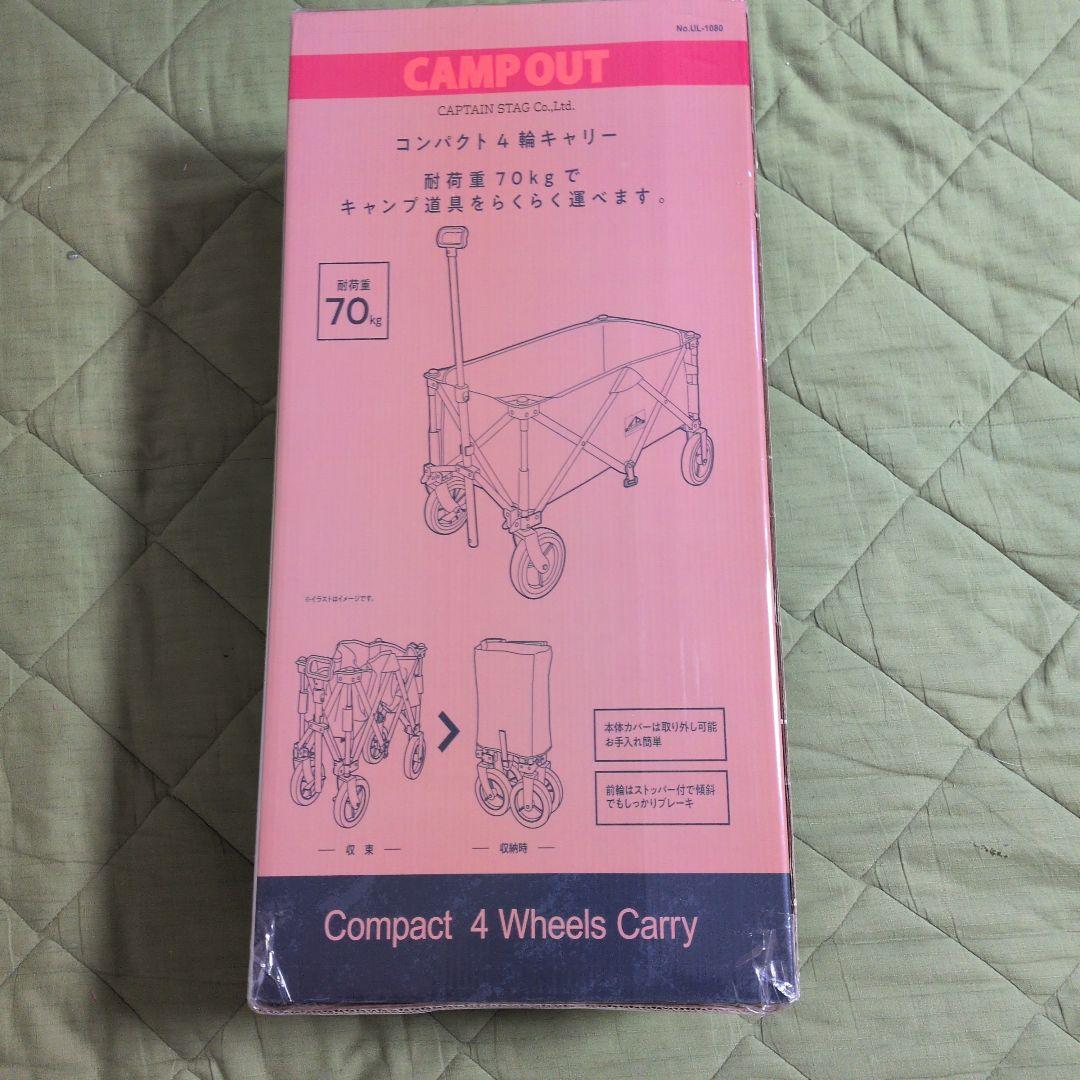 No.UL-1080
CAMP OUT
CAPTAIN STAG Co.,Ltd.
コンパクト4輪キャリー
耐荷重70kgで
キャンプ道具をらくらく運べます。
耐荷重
70kg
※イラストはイメージです。
本体カバーは取り外し可能
お手入れ簡単
前輪はストッパー付で傾斜
でもしっかりブレーキ
収束
収納時
Compact 4 Wheels Carry